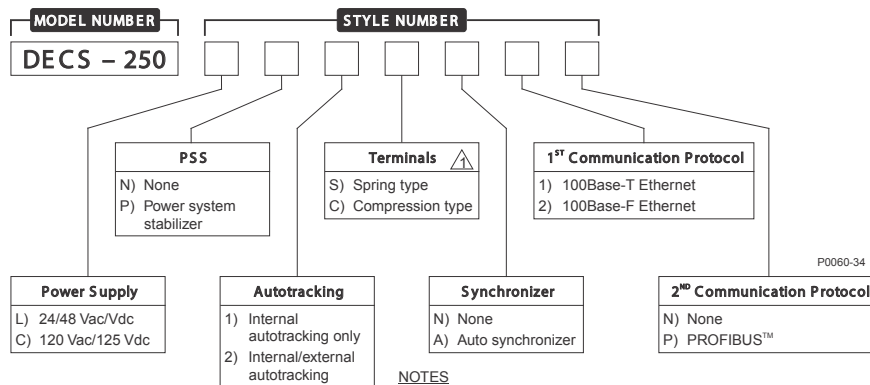 MODEL NUMBER
STYLE NUMBER
DECS – 250
PSS
N) None
P) Power system
stabilizer
Terminals 1
S) Spring type
C) Compression type
1ST Communication Protocol
1) 100Base-T Ethernet
2) 100Base-F Ethernet
P0060-34
Power Supply
L) 24/48 Vac/Vdc
C) 120 Vac/125 Vdc
Autotracking
1) Internal
autotracking only
2) Internal/external
autotracking
Synchronizer
N) None
A) Auto synchronizer
2ND Communication Protocol
N) None
P) PROFIBUS™
NOTES